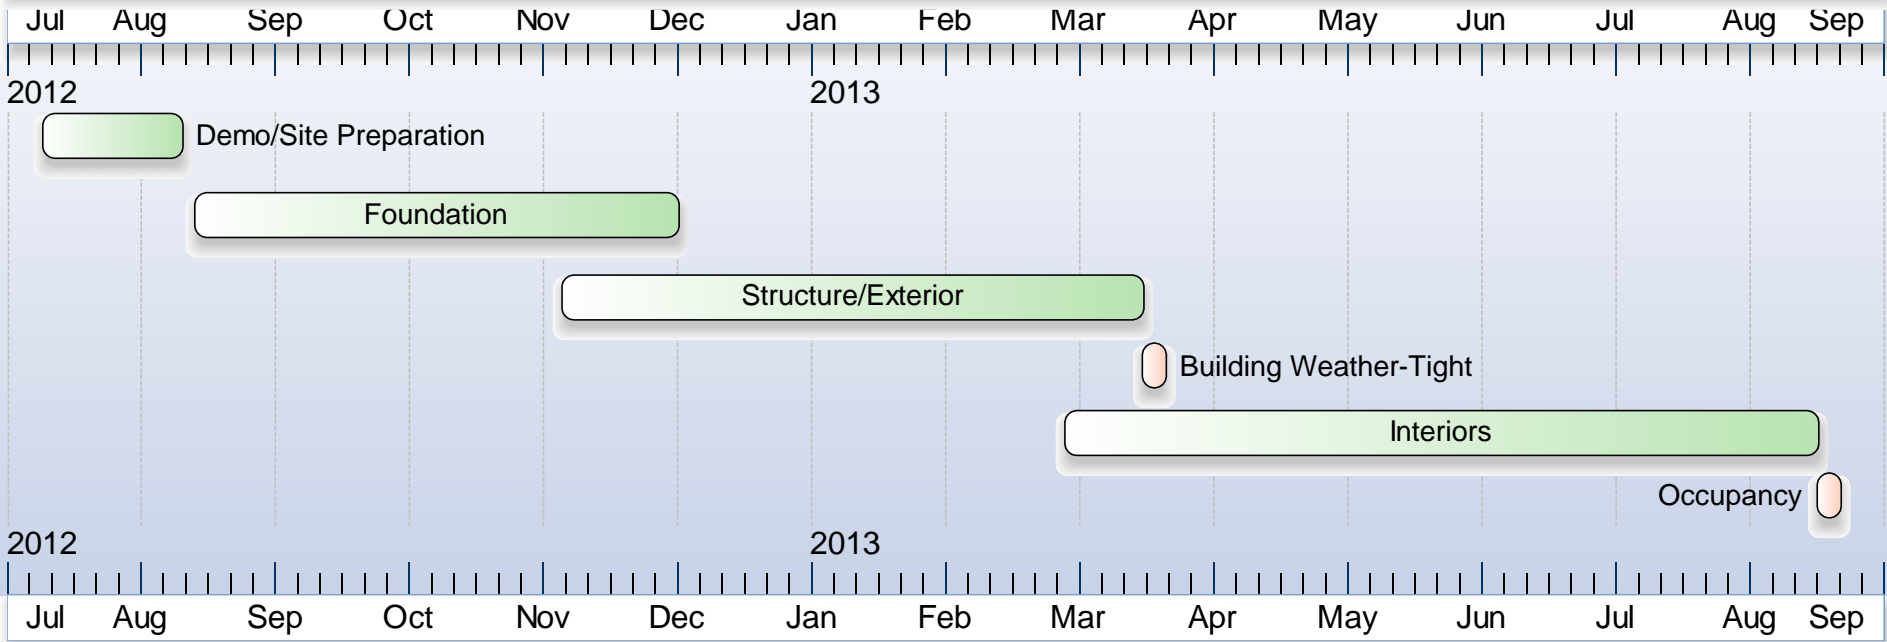 Jul Aug Sep Oct Nov Dec Jan Feb Mar Apr May Jun Jul Aug Sep
2012 2013
Demo/Site Preparation
Foundation
Structure/Exterior
Building Weather-Tight
Interiors
Occupancy
2012 2013
Jul Aug Sep Oct Nov Dec Jan Feb Mar Apr May Jun Jul Aug Sep